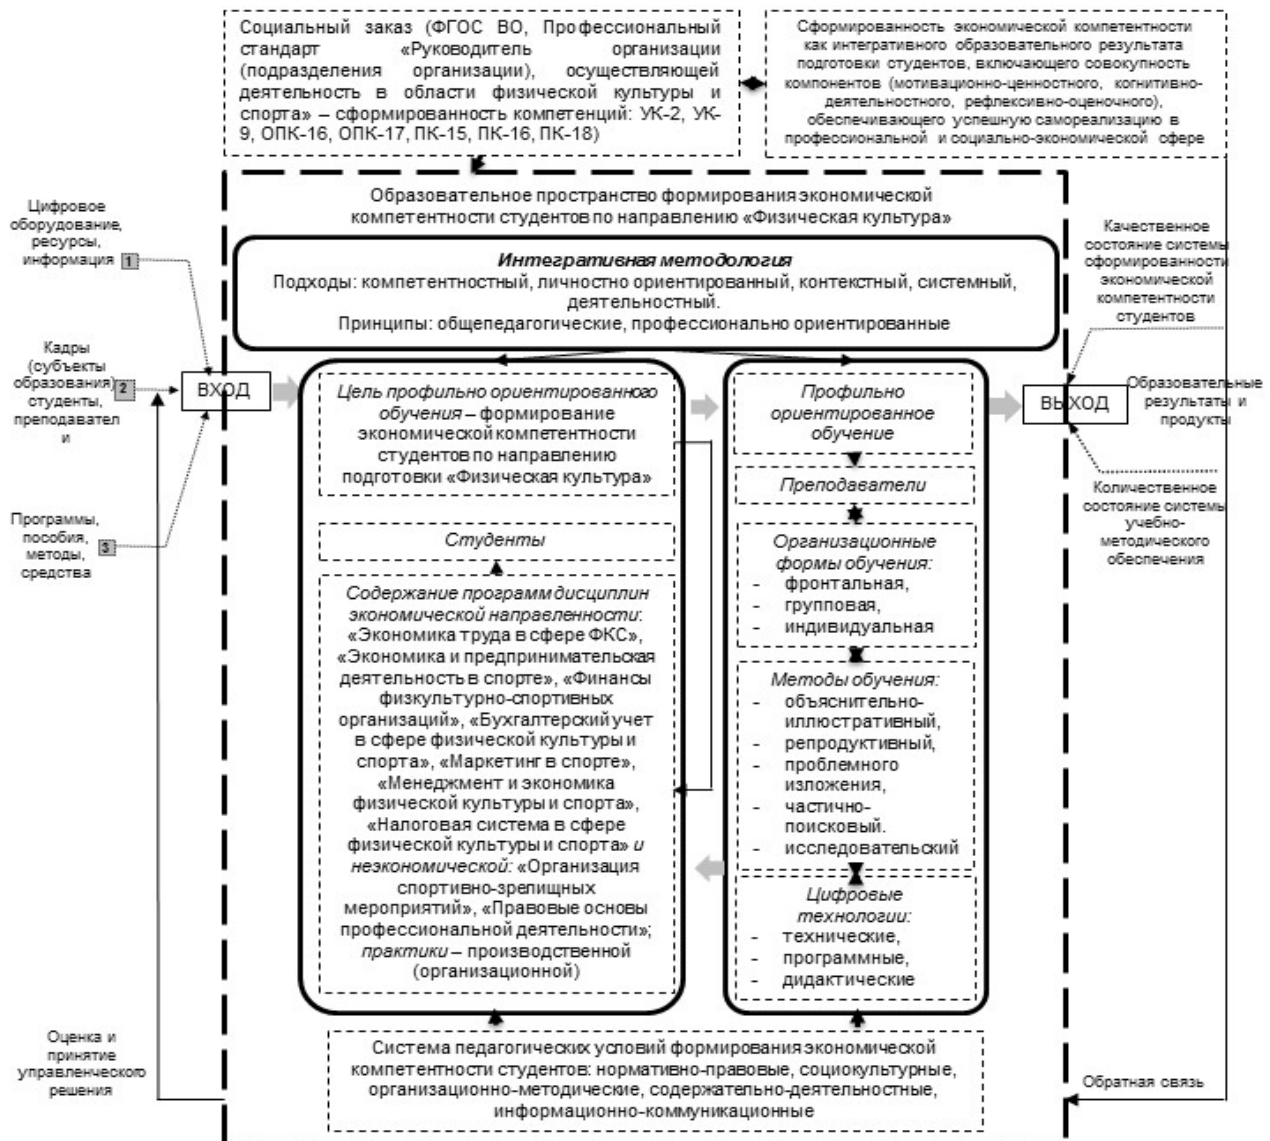 Социальный заказ (ФГОС ВО, Профессиональный
стандарт «Руководитель организации
(подразделения организации), осуществляющей
деятельность в области физической культуры и
спорта» – сформированность компетенций: УК-2, УК-
9, ОПК-16, ОПК-17, ПК-15, ПК-16, ПК-18)
Сформированность экономической компетентности
как интегративного образовательного результата
подготовки студентов, включающего совокупность
компонентов (мотивационно-ценностного, когнитивно-
деятельностного, рефлексивно-оценочного),
обеспечивающего успешную самореализацию в
профессиональной и социально-экономической сфере
Образовательное пространство формирования экономической
компетентности студентов по направлению «Физическая культура»
Интегративная методология
Подходы: компетентностный, личностно ориентированный, контекстный, системный,
деятельностный.
Принципы: общепедагогические, профессионально ориентированные
Цифровое
оборудование,
ресурсы,
информация 1
Кадры
(субъекты
образования) 2
студенты,
преподавател
и
Программы,
пособия,
методы, 3
средства
ВХОД
Цель профильно ориентированного
обучения – формирование
экономической компетентности
студентов по направлению
подготовки «Физическая культура»
Студенты
Содержание программ дисциплин
экономической направленности:
«Экономика труда в сфере ФКС»,
«Экономика и предпринимательская
деятельность в спорте», «Финансы
физкультурно-спортивных
организаций», «Бухгалтерский учет
в сфере физической культуры и
спорта», «Маркетинг в спорте»,
«Менеджмент и экономика
физической культуры и спорта»,
«Налоговая система в сфере
физической культуры и спорта» и
неэкономической: «Организация
спортивно-зрелищных
мероприятий», «Правовые основы
профессиональной деятельности»;
практики – производственной
(организационной)
Профильно
ориентированное
обучение
Преподаватели
Организационные
формы обучения:
- фронтальная,
- групповая,
- индивидуальная
Методы обучения:
- объяснительно-
иллюстративный,
- репродуктивный,
- проблемного
изложения,
- частично-
поисковый.
- исследовательский
Цифровые
технологии:
- технические,
- программные,
- дидактические
ВЫХОД
Качественное
состояние системы
сформированности
экономической
компетентности
студентов
Образовательные
результаты и
продукты
Количественное
состояние системы
учебно-
методического
обеспечения
Система педагогических условий формирования экономической
компетентности студентов: нормативно-правовые, социокультурные,
организационно-методические, содержательно-деятельностные,
информационно-коммуникационные
Оценка и
принятие
управленческого
решения
Обратная связь